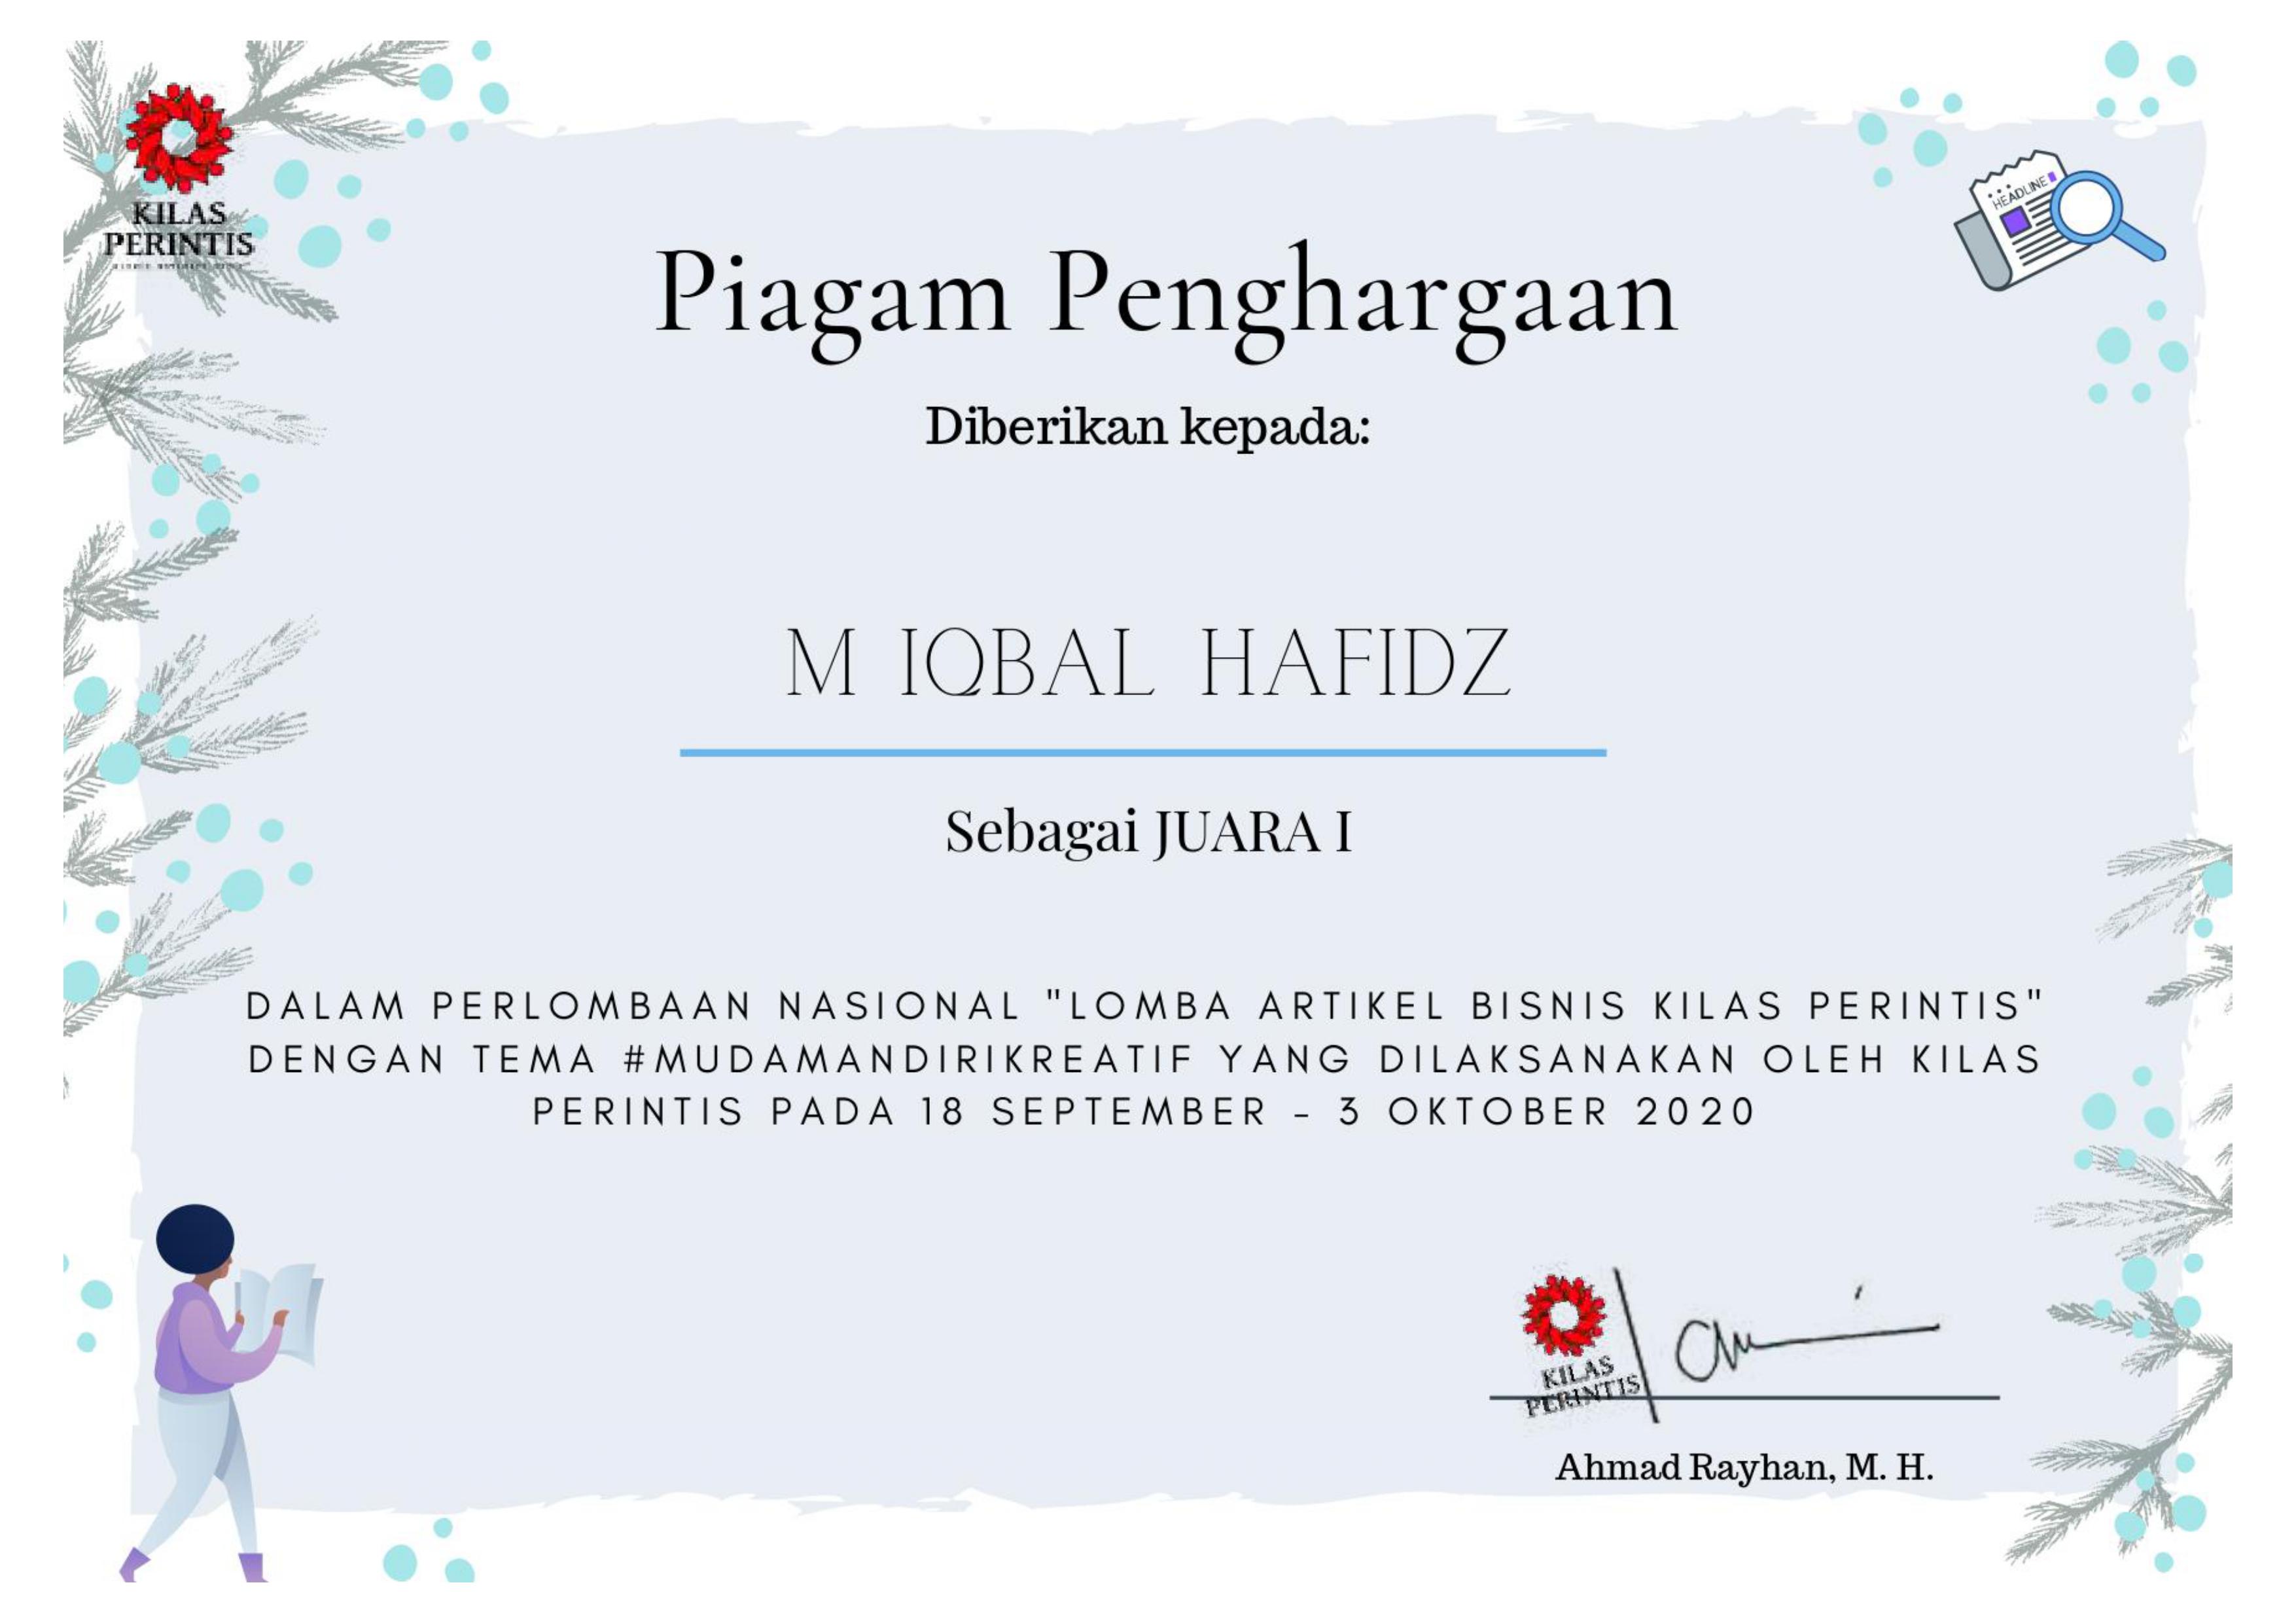 KILAS
PERINTIS
HEADLINE
Piagam Penghargaan
Diberikan kepada:
M IQBAL HAFIDZ
Sebagai JUARA I
DALAM PERLOMBAAN NASIONAL "LOMBA ARTIKEL BISNIS KILAS PERINTIS"
DENGAN TEMA #MUDAMANDIRIKREATIF YANG DILAKSANAKAN OLEH KILAS
PERINTIS PADA 18 SEPTEMBER - 3 OKTOBER 2020
KILAS
PERINTIS
Ahmad Rayhan, M. H.